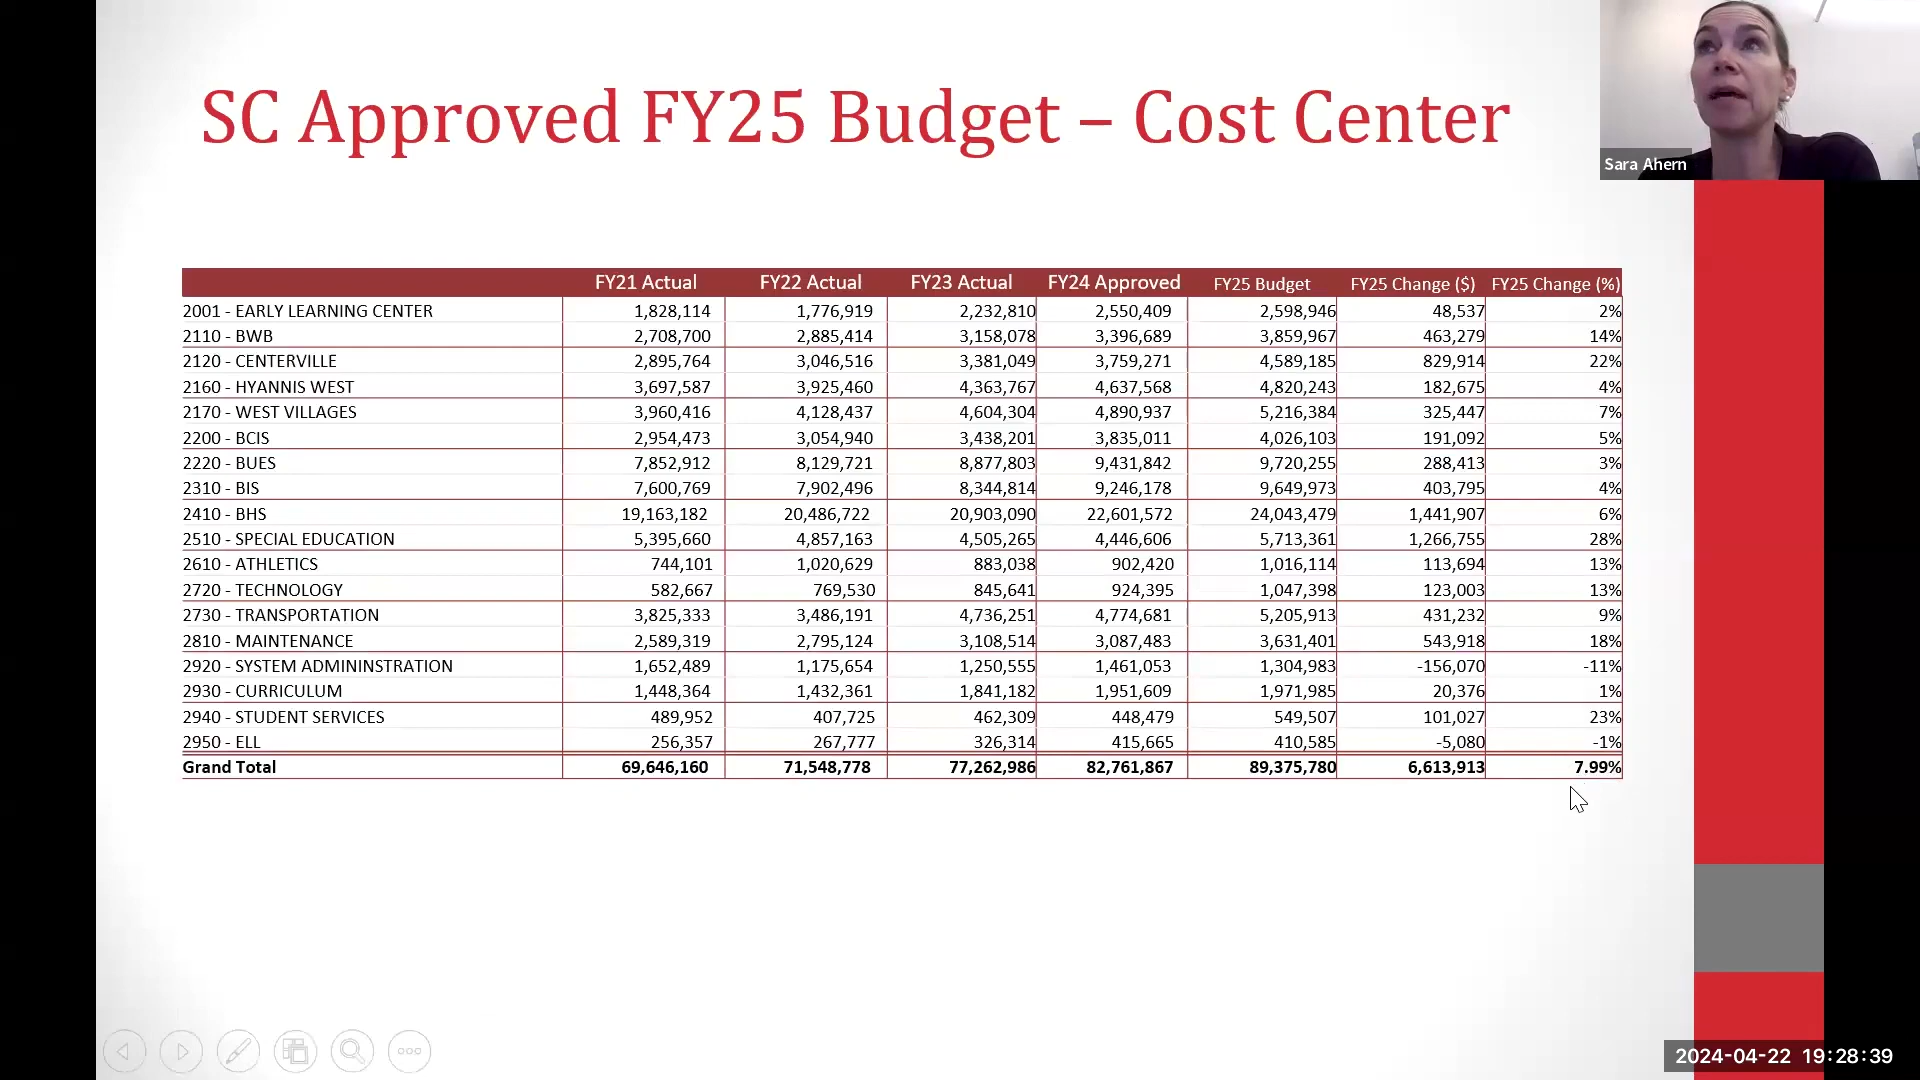 SC Approved FY25 Budget – Cost Center
Sara Ahern
FY21 Actual FY22 Actual FY23 Actual FY24 Approved FY25 Budget FY25 Change ($) FY25 Change (%)
2001 - EARLY LEARNING CENTER 1,828,114 1,776,919 2,232,810 2,550,409 2,598,946 48,537 2%
2110 - BWB 2,708,700 2,885,414 3,158,078 3,396,689 3,859,967 463,279 14%
2120 - CENTERVILLE 2,895,764 3,046,516 3,381,049 3,759,271 4,589,185 829,914 22%
2160 - HYANNIS WEST 3,697,587 3,925,460 4,363,767 4,637,568 4,820,243 182,675 4%
2170 - WEST VILLAGES 3,960,416 4,128,437 4,604,304 4,890,937 5,216,384 325,447 7%
2200 - BCIS 2,954,473 3,054,940 3,438,201 3,835,011 4,026,103 191,092 5%
2220 - BUES 7,852,912 8,129,721 8,877,803 9,431,842 9,720,255 288,413 3%
2310 - BIS 7,600,769 7,902,496 8,344,814 9,246,178 9,649,973 403,795 4%
2410 - BHS 19,163,182 20,486,722 20,903,090 22,601,572 24,043,479 1,441,907 6%
2510 - SPECIAL EDUCATION 5,395,660 4,857,163 4,505,265 4,446,606 5,713,361 1,266,755 28%
2610 - ATHLETICS 744,101 1,020,629 883,038 902,420 1,016,114 113,694 13%
2720 - TECHNOLOGY 582,667 769,530 845,641 924,395 1,047,398 123,003 13%
2730 - TRANSPORTATION 3,825,333 3,486,191 4,736,251 4,774,681 5,205,913 431,232 9%
2810 - MAINTENANCE 2,589,319 2,795,124 3,108,514 3,087,483 3,631,401 543,918 18%
2920 - SYSTEM ADMININSTRATION 1,652,489 1,175,654 1,250,555 1,461,053 1,304,983 -156,070 -11%
2930 - CURRICULUM 1,448,364 1,432,361 1,841,182 1,951,609 1,971,985 20,376 1%
2940 - STUDENT SERVICES 489,952 407,725 462,309 448,479 549,507 101,027 23%
2950 - ELL 256,357 267,777 326,314 415,665 410,585 -5,080 -1%
Grand Total 69,646,160 71,548,778 77,262,986 82,761,867 89,375,780 6,613,913 7.99%
2024-04-22 19:28:39